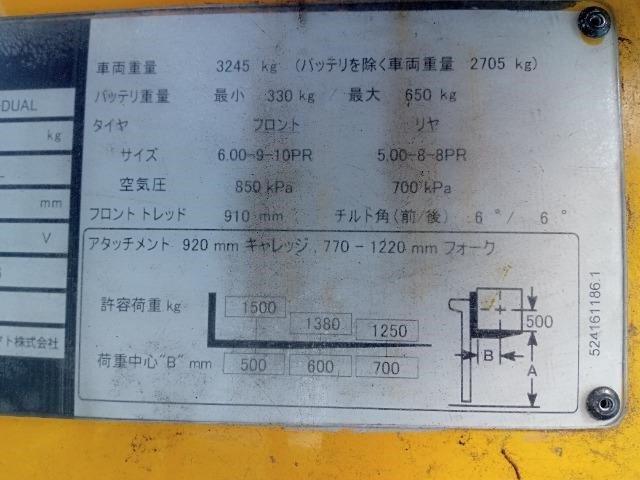 -DUAL
kg
mm
V
ト株式会社
車両重量 3245 kg (バッテリを除く車両重量 2705 kg)
バッテリ重量 最小 330 kg / 最大 650 kg
タイヤ フロント リヤ
サイズ 6.00-9-10PR 5.00-8-8PR
空気圧 850 kPa 700 kPa
フロントトレッド 910 mm チルト角(前/後) 6°/ 6°
アタッチメント 920 mm キャレッジ, 770 - 1220 mm フォーク
許容荷重 kg 1500 1380 1250
荷重中心"B" mm 500 600 700
500
B
A
5241611861